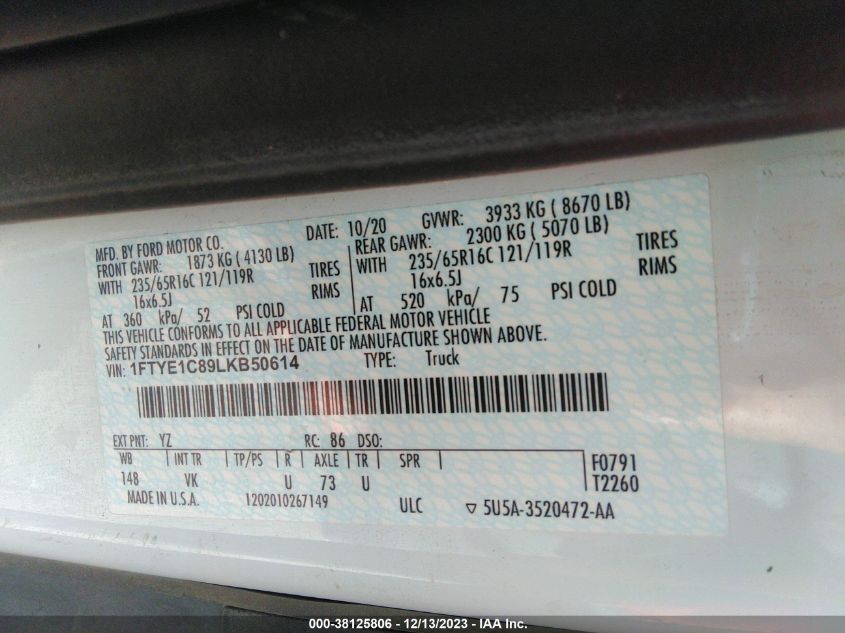 MFD. BY FORD MOTOR CO. DATE: 10/20 GVWR: 3933 KG ( 8670 LB)
FRONT GAWR: 1873 KG ( 4130 LB) REAR GAWR: 2300 KG ( 5070 LB)
WITH 235/65R16C 121/119R TIRES WITH 235/65R16C 121/119R TIRES
16x6.5J RIMS 16x6.5J RIMS
AT 360 kPa/ 52 PSI COLD AT 520 kPa/ 75 PSI COLD
THIS VEHICLE CONFORMS TO ALL APPLICABLE FEDERAL MOTOR VEHICLE
SAFETY STANDARDS IN EFFECT ON THE DATE OF MANUFACTURE SHOWN ABOVE.
VIN: 1FTYE1C89LKB50614 TYPE: Truck
EXT PNT: YZ RC: 86 DSO:
WB INT TR TP/PS R AXLE TR SPR F0791
148 VK U 73 U T2260
MADE IN U.S.A. 1202010267149 ULC 5U5A-3520472-AA
000-38125806 - 12/13/2023 - IAA Inc.